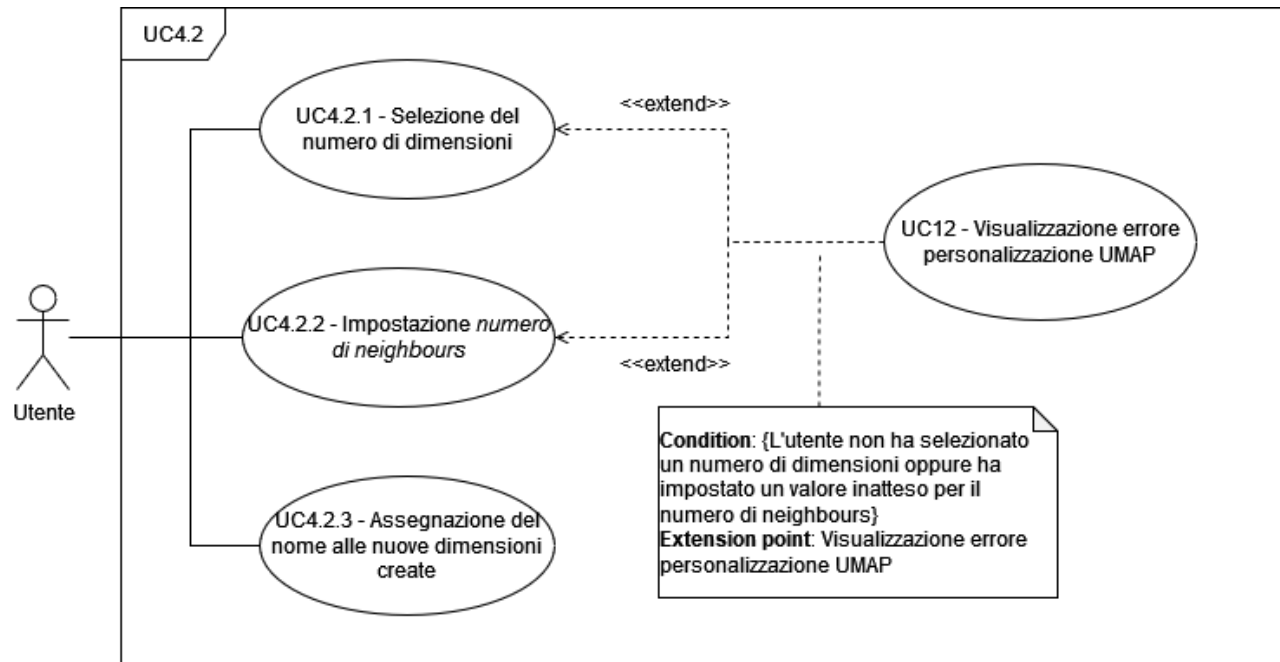 UC4.2
UC4.2.1 - Selezione del
numero di dimensioni
<<extend>>
UC12 - Visualizzazione errore
personalizzazione UMAP
UC4.2.2 - Impostazione numero
di neighbours
<<extend>>
Utente
Condition: {L'utente non ha selezionato
un numero di dimensioni oppure ha
impostato un valore inatteso per il
numero di neighbours}
Extension point: Visualizzazione errore
personalizzazione UMAP
UC4.2.3 - Assegnazione del
nome alle nuove dimensioni
create